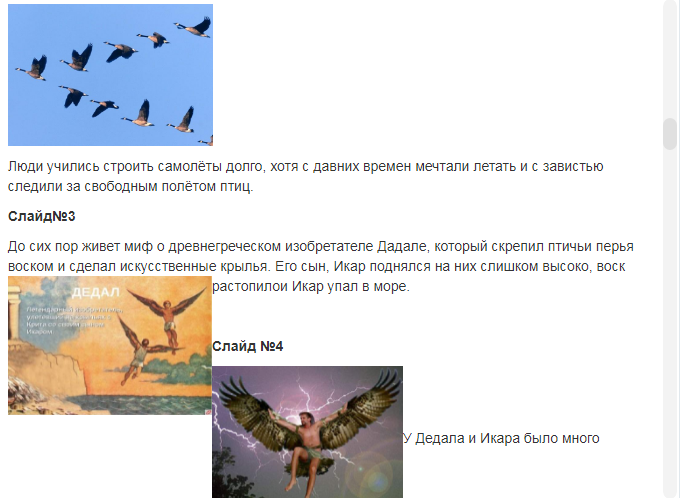 Люди учились строить самолёты долго, хотя с давних времен мечтали летать и с завистью
следили за свободным полётом птиц.
Слайд№3
До сих пор живет миф о древнегреческом изобретателе Дадале, который скрепил птичьи перья
воском и сделал искусственные крылья. Его сын, Икар поднялся на них слишком высоко, воск
растопилои Икар упал в море.
ДЕДАЛ
Слайд №4
У Дедала и Икара было много